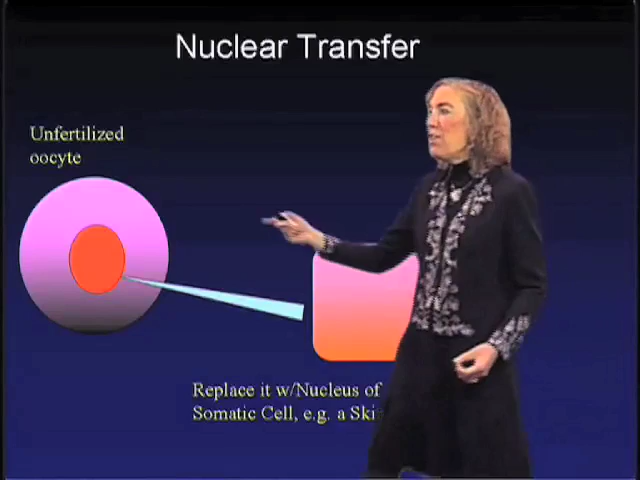 Nuclear Transfer
Unfertilized
oocyte
Replace it w/Nucleus of
Somatic Cell, e.g. a Ski